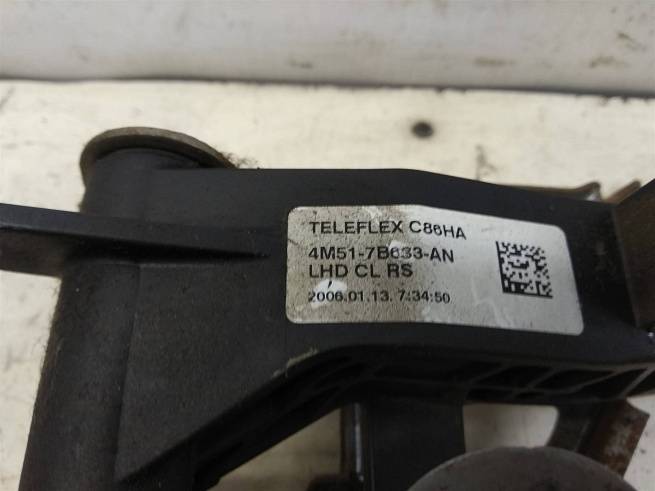 TELEFLEX C86HA
4M51-7B633-AN
LHD CL RS
2006.01.13. 7:34:50